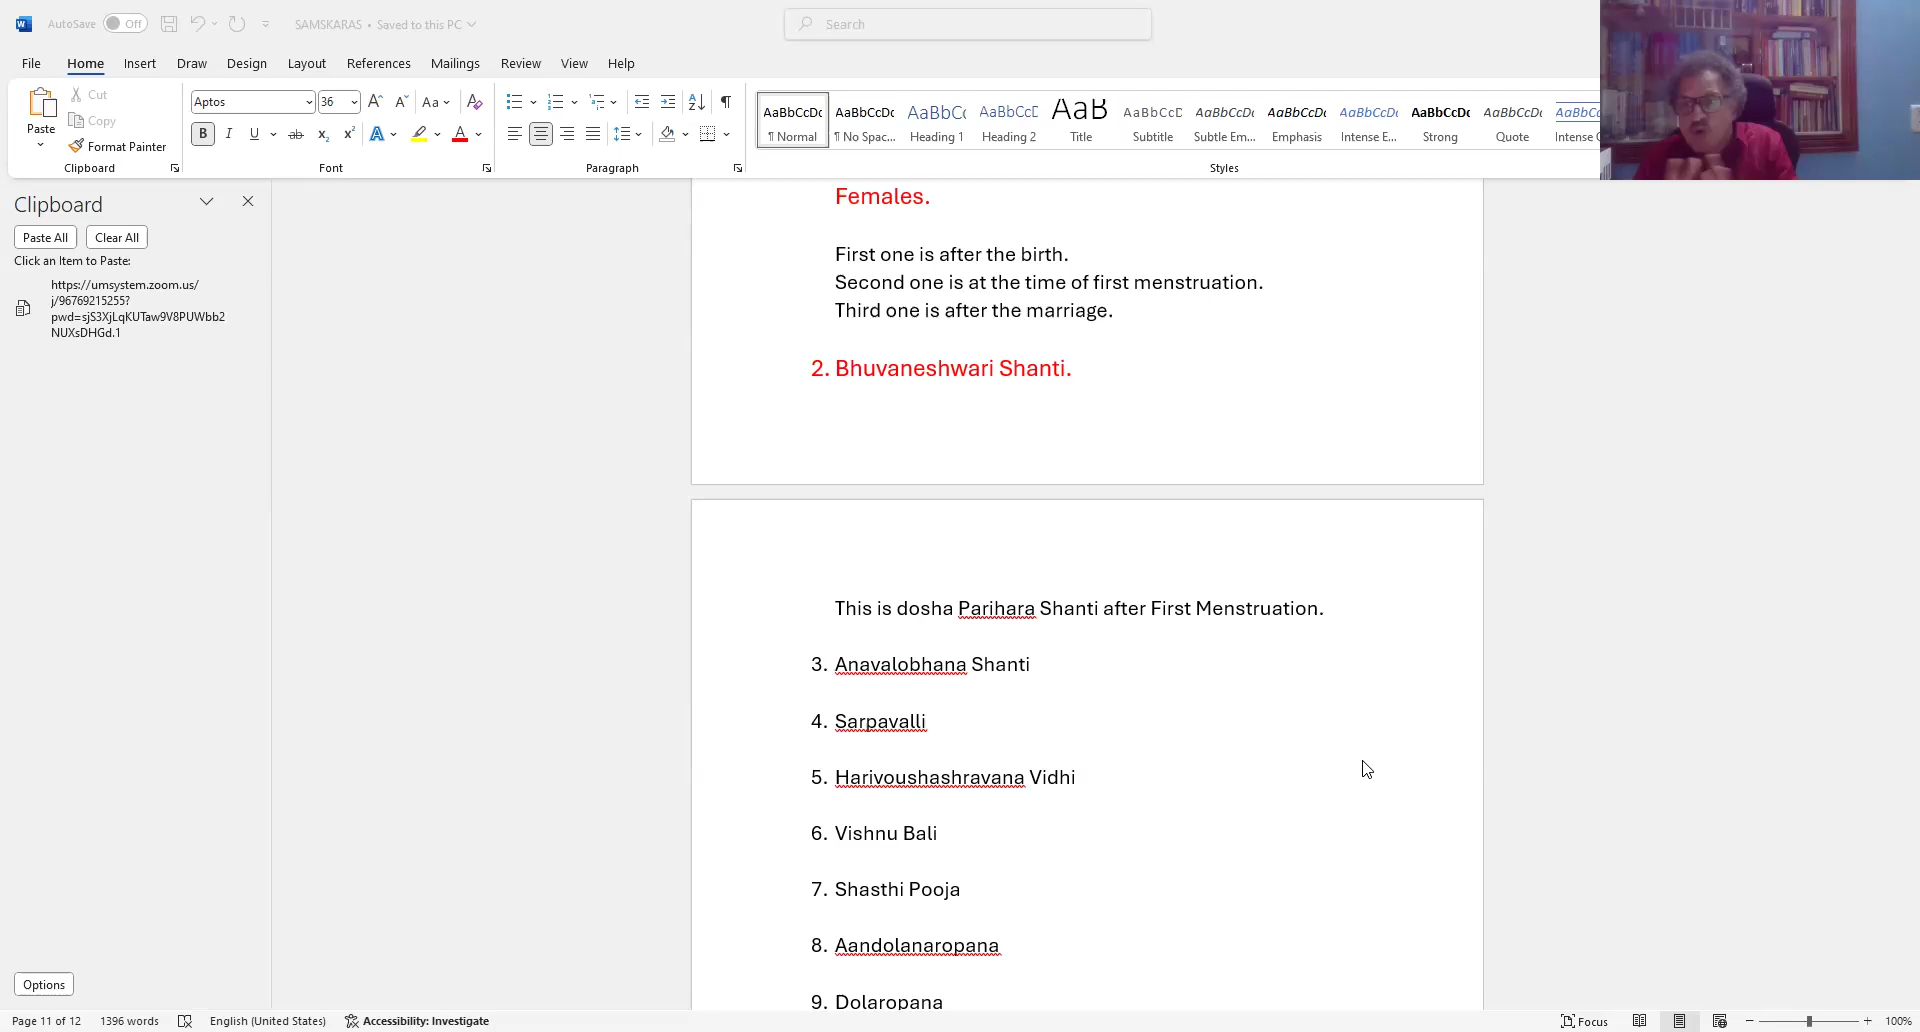 AutoSave Off SAMSKARAS • Saved to this PC Search
File Home Insert Draw Design Layout References Mailings Review View Help
Paste Cut Copy Format Painter
Clipboard
Aptos 36 Aa
B I U ab x₂ x² A A
Font
Paragraph
AaBbCcDc AaBbCcDc AaBbCc AaBbCcD AaB AaBbCcD AaBbCcDc AaBbCcDc AaBbCcDc AaBbCcDc AaBbCcDc AaBbCc
¶ Normal ¶ No Spac... Heading 1 Heading 2 Title Subtitle Subtle Em... Emphasis Intense E... Strong Quote Intense
Styles
Clipboard
Paste All Clear All
Click an Item to Paste:
https://umsystem.zoom.us/
j/96769215255?
pwd=sjS3XjLqKUTaw9V8PUWbb2
NUXsDHGd.1
Options
Females.
First one is after the birth.
Second one is at the time of first menstruation.
Third one is after the marriage.
2. Bhuvaneshwari Shanti.
This is dosha Parihara Shanti after First Menstruation.
3. Anavalobhana Shanti
4. Sarpavalli
5. Harivoushashravana Vidhi
6. Vishnu Bali
7. Shasthi Pooja
8. Aandolanaropana
9. Dolaropana
Page 11 of 12 1396 words English (United States) Accessibility: Investigate Focus 100%